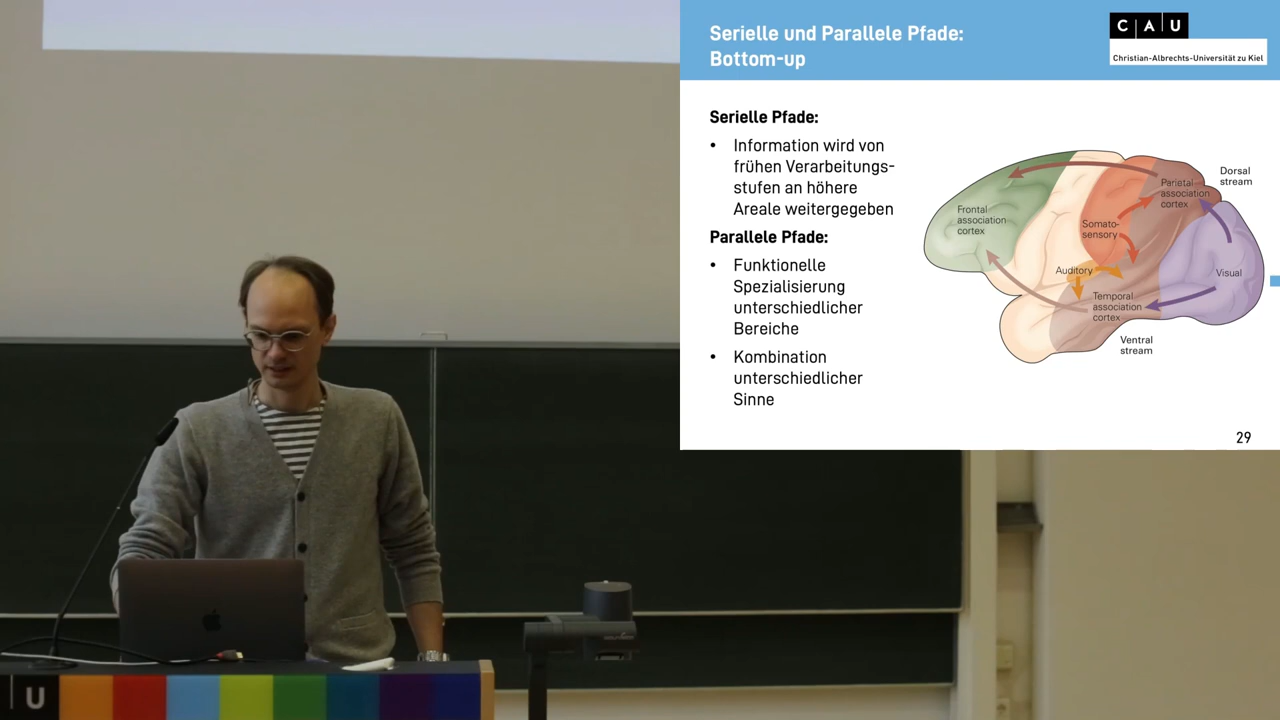 Serielle und Parallele Pfade:
Bottom-up
C A U
Christian-Albrechts-Universität zu Kiel
Serielle Pfade:
• Information wird von
frühen Verarbeitungs-
stufen an höhere
Areale weitergegeben
Parallele Pfade:
• Funktionelle
Spezialisierung
unterschiedlicher
Bereiche
• Kombination
unterschiedlicher
Sinne
Dorsal
stream
Parietal
association
cortex
Frontal
association
cortex
Somato-
sensory
Auditory
Visual
Temporal
association
cortex
Ventral
stream
29
U